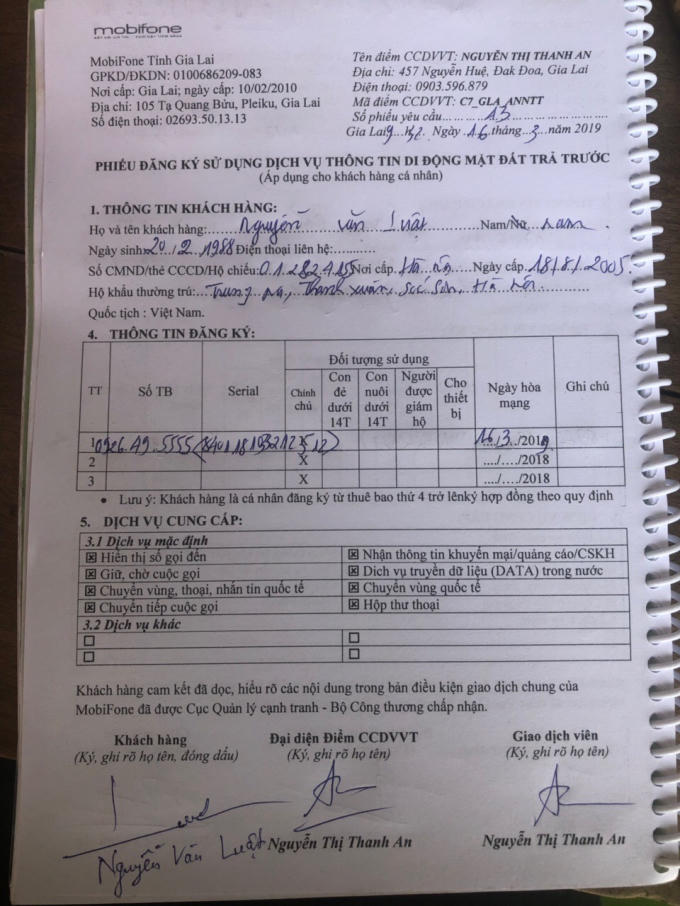 mobifone
MobiFone Tỉnh Gia Lai
GPKD/ĐKDN: 0100686209-083
Nơi cấp: Gia Lai; ngày cấp: 10/02/2010
Địa chỉ: 105 Tạ Quang Bửu, Pleiku, Gia Lai
Số điện thoại: 02693.50.13.13
Tên điểm CCDVVT: NGUYỄN THỊ THANH AN
Địa chỉ: 457 Nguyễn Huệ, Đak Đoa, Gia Lai
Điện thoại: 0903.596.879
Mã điểm CCDVVT: C7_GLA_ANNTT
Số phiếu yêu cầu...13
Gia Lai, Ngày 16 tháng 3 năm 2019
PHIẾU ĐĂNG KÝ SỬ DỤNG DỊCH VỤ THÔNG TIN DI ĐỘNG MẶT ĐẤT TRẢ TRƯỚC
(Áp dụng cho khách hàng cá nhân)
1. THÔNG TIN KHÁCH HÀNG:
Họ và tên khách hàng: Nguyễn Văn Luật Nam/Nữ Nam
Ngày sinh 20/2/1988 Điện thoại liên hệ:
Số CMND/thẻ CCCD/Hộ chiếu: 012824155 Nơi cấp. Hà Nội Ngày cấp. 18/8/2005
Hộ khẩu thường trú: Thanh Xuân, Sóc Sơn, Hà Nội
Quốc tịch : Việt Nam.
4. THÔNG TIN ĐĂNG KÝ:
TT Số TB Serial Đối tượng sử dụng Ngày hòa mạng Ghi chú
Chính chủ Con đẻ dưới 14T Con nuôi dưới 14T Người được giám hộ Cho thiết bị
1 0926.49.5555 16/3/2019
2 X ..../..../2018
3 X ..../..../2018
• Lưu ý: Khách hàng là cá nhân đăng ký từ thuê bao thứ 4 trở lênký hợp đồng theo quy định
5. DỊCH VỤ CUNG CẤP:
3.1 Dịch vụ mặc định
☒ Hiển thị số gọi đến ☒ Nhận thông tin khuyến mại/quảng cáo/CSKH
☒ Giữ, chờ cuộc gọi ☒ Dịch vụ truyền dữ liệu (DATA) trong nước
☒ Chuyển vùng, thoại, nhắn tin quốc tế ☒ Chuyển vùng quốc tế
☒ Chuyển tiếp cuộc gọi ☒ Hộp thư thoại
3.2 Dịch vụ khác
☐ ☐
☐ ☐
Khách hàng cam kết đã đọc, hiểu rõ các nội dung trong bản điều kiện giao dịch chung của
MobiFone đã được Cục Quản lý cạnh tranh - Bộ Công thương chấp nhận.
Khách hàng Đại diện Điểm CCDVVT Giao dịch viên
(Ký, ghi rõ họ tên, đóng dấu) (Ký, ghi rõ họ tên) (Ký, ghi rõ họ tên)
Nguyễn Văn Luật Nguyễn Thị Thanh An Nguyễn Thị Thanh An